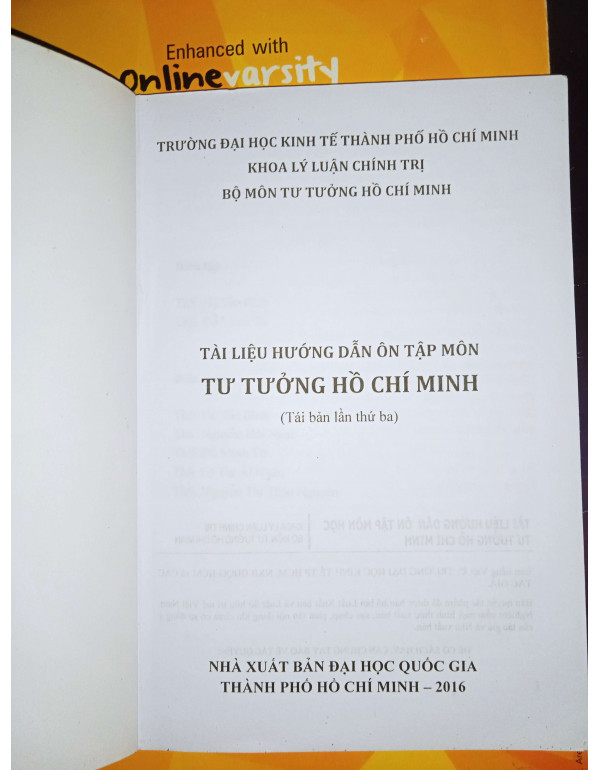 Enhanced with
Onlinevarsity
TRƯỜNG ĐẠI HỌC KINH TẾ THÀNH PHỐ HỒ CHÍ MINH
KHOA LÝ LUẬN CHÍNH TRỊ
BỘ MÔN TƯ TƯỞNG HỒ CHÍ MINH
TÀI LIỆU HƯỚNG DẪN ÔN TẬP MÔN
TƯ TƯỞNG HỒ CHÍ MINH
(Tái bản lần thứ ba)
NHÀ XUẤT BẢN ĐẠI HỌC QUỐC GIA
THÀNH PHỐ HỒ CHÍ MINH – 2016